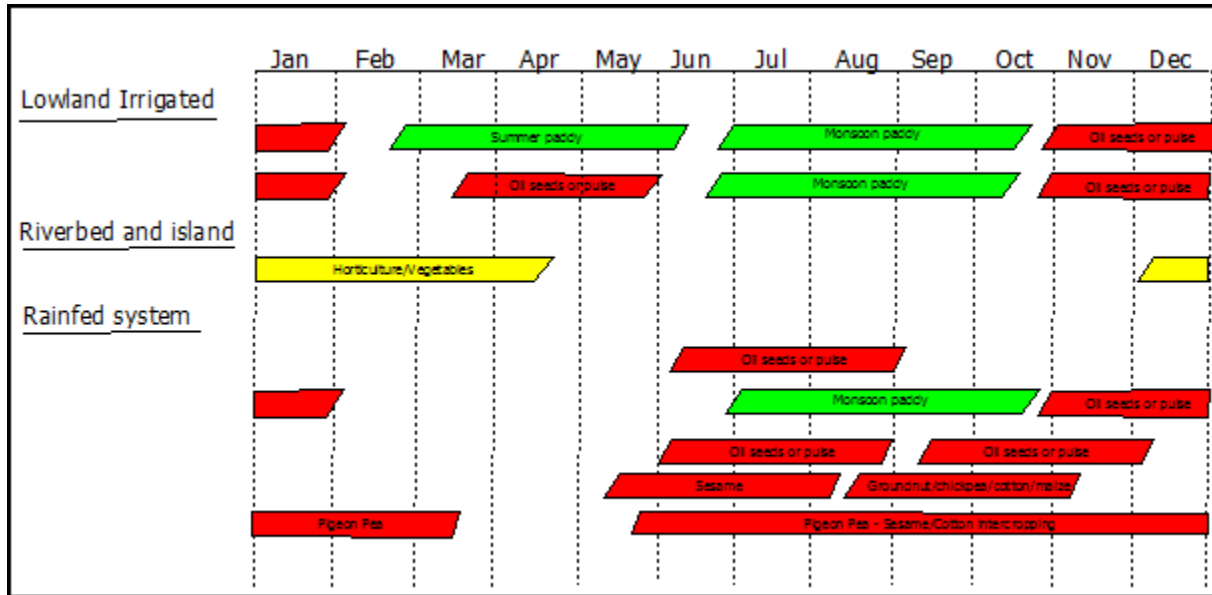 Jan Feb Mar Apr May Jun Jul Aug Sep Oct Nov Dec
Lowland Irrigated
Summer paddy Monsoon paddy Oil seeds or pulse
Oil seeds or pulse Monsoon paddy Oil seeds or pulse
Riverbed and island
Horticulture/Vegetables
Rainfed system
Oil seeds or pulse
Monsoon paddy Oil seeds or pulse
Oil seeds or pulse Oil seeds or pulse
Sesame Groundnut/chickpea/cotton/maize
Pigeon Pea Pigeon Pea - Sesame/Cotton intercropping